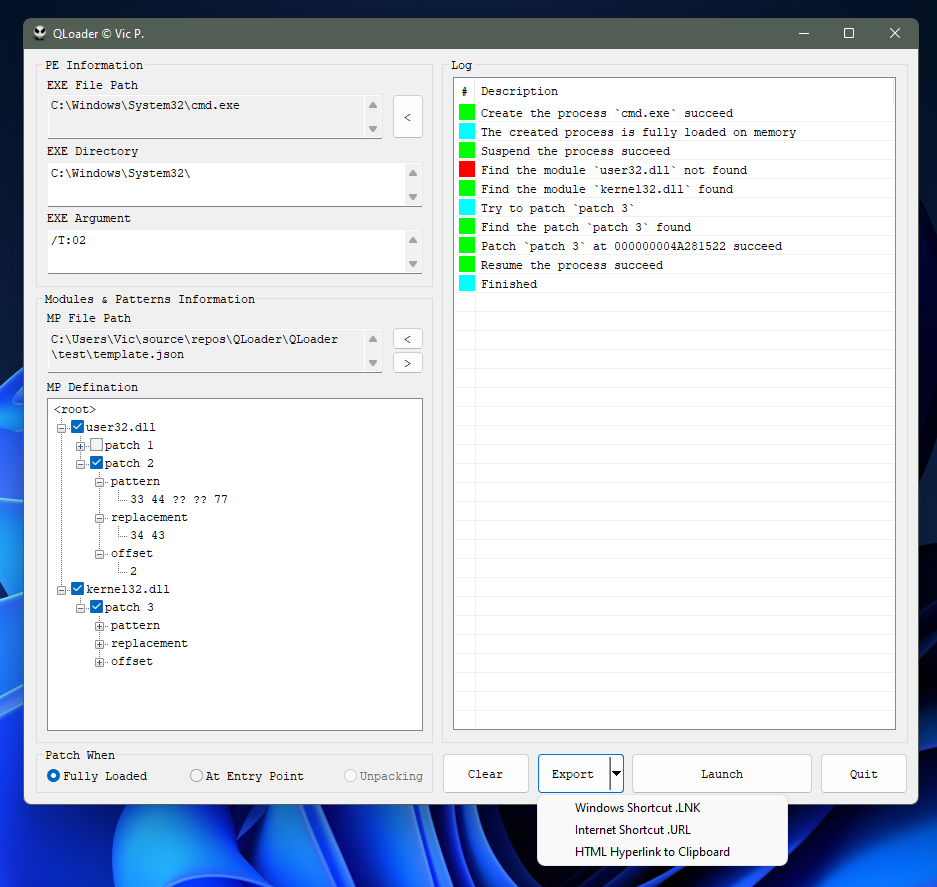 QLoader © Vic P.
PE Information
EXE File Path
C:\Windows\System32\cmd.exe
<
EXE Directory
C:\Windows\System32\
EXE Argument
/T:02
Modules & Patterns Information
MP File Path
C:\Users\Vic\source\repos\QLoader\QLoader
\test\template.json
<
>
MP Defination
<root>
user32.dll
patch 1
patch 2
pattern
33 44 ?? ?? 77
replacement
34 43
offset
2
kernel32.dll
patch 3
pattern
replacement
offset
Patch When
Fully Loaded
At Entry Point
Unpacking
Log
# Description
Create the process `cmd.exe` succeed
The created process is fully loaded on memory
Suspend the process succeed
Find the module `user32.dll` not found
Find the module `kernel32.dll` found
Try to patch `patch 3`
Find the patch `patch 3` found
Patch `patch 3` at 000000004A281522 succeed
Resume the process succeed
Finished
Clear
Export
Launch
Quit
Windows Shortcut .LNK
Internet Shortcut .URL
HTML Hyperlink to Clipboard